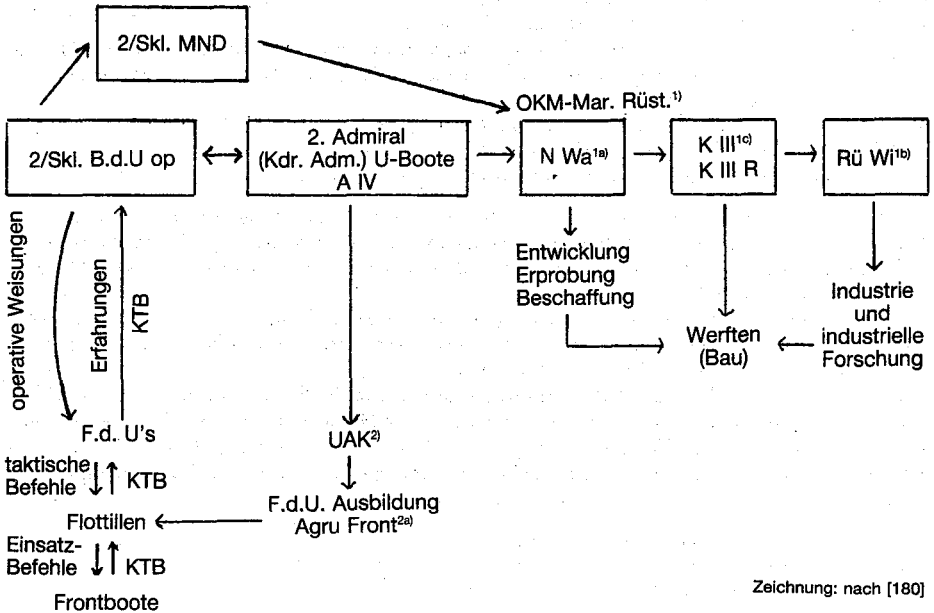 2/Skl. MND
OKM-Mar. Rüst.¹⁾
2/Skl. B.d.U op
2. Admiral
(Kdr. Adm.) U-Boote
A IV
N Wa¹ᵃ⁾
K III¹ᶜ⁾
K III R
Rü Wi¹ᵇ⁾
operative Weisungen
Erfahrungen
KTB
Entwicklung
Erprobung
Beschaffung
Werften
(Bau)
Industrie
und
industrielle
Forschung
F.d. U's
UAK²⁾
taktische
Befehle
KTB
F.d.U. Ausbildung
Agru Front²ᵃ⁾
Flottillen
Einsatz-
Befehle
KTB
Frontboote
Zeichnung: nach [180]